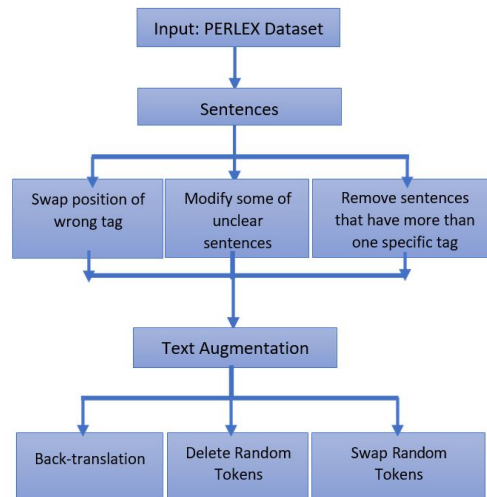 Input: PERLEX Dataset
Sentences
Swap position of
wrong tag
Modify some of
unclear
sentences
Remove sentences
that have more than
one specific tag
Text Augmentation
Back-translation
Delete Random
Tokens
Swap Random
Tokens